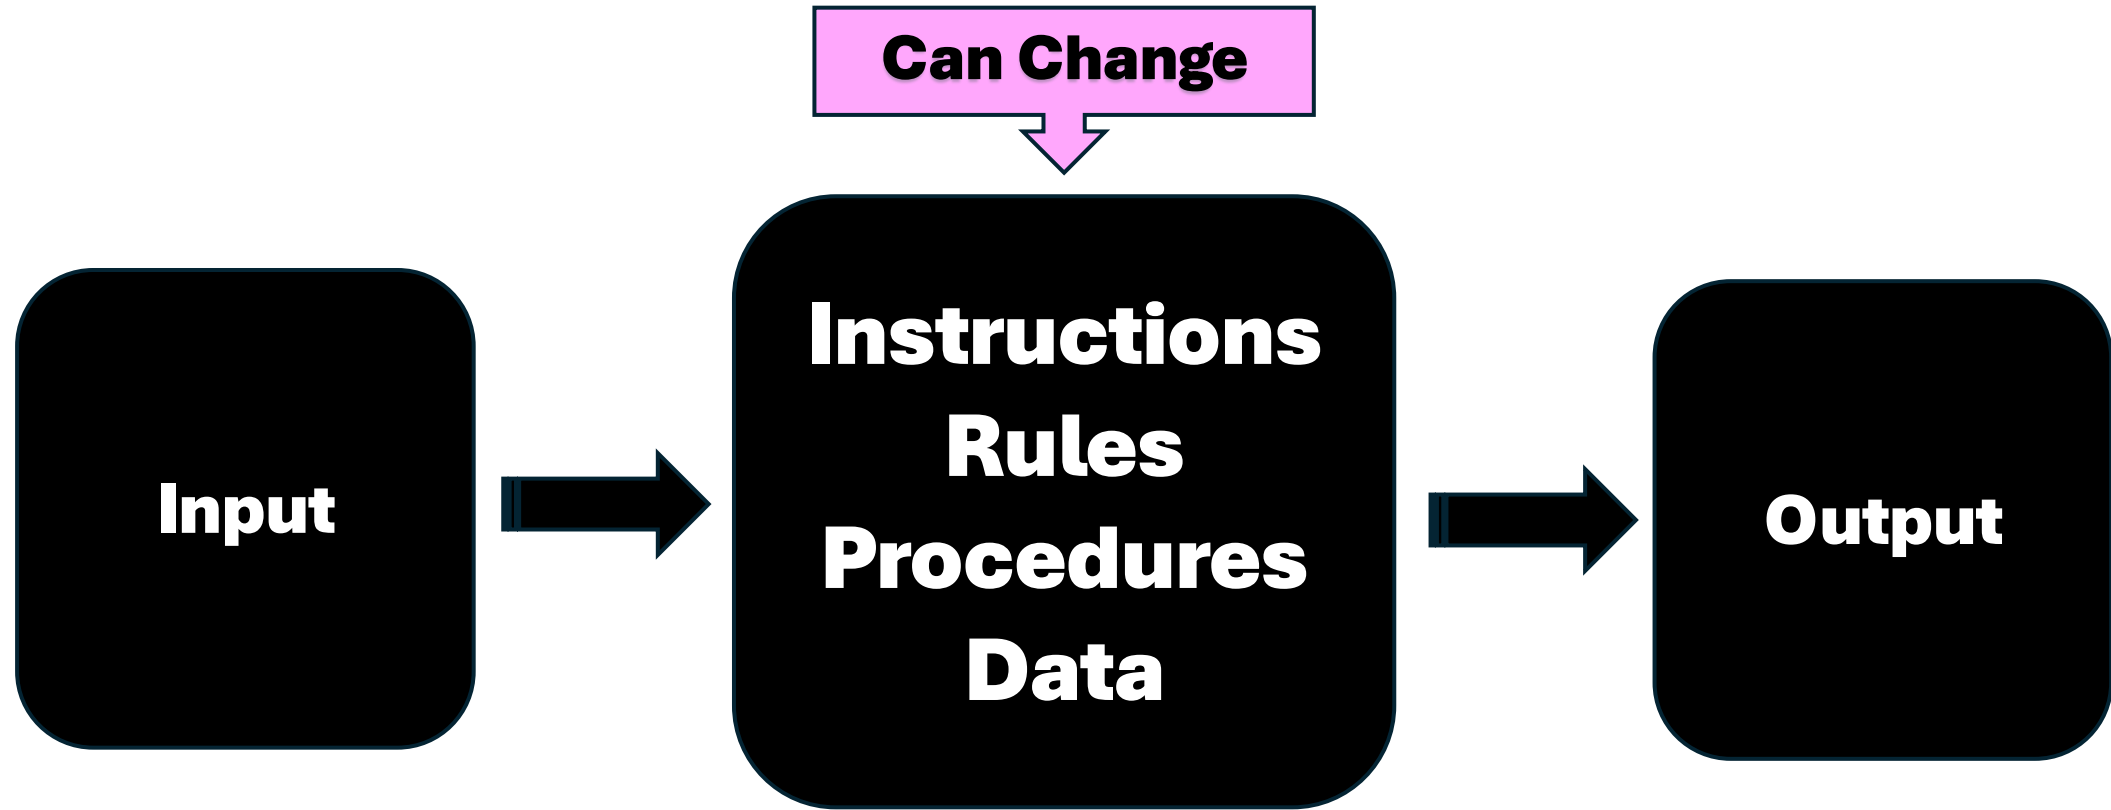 Can Change
Input
Instructions
Rules
Procedures
Data
Output